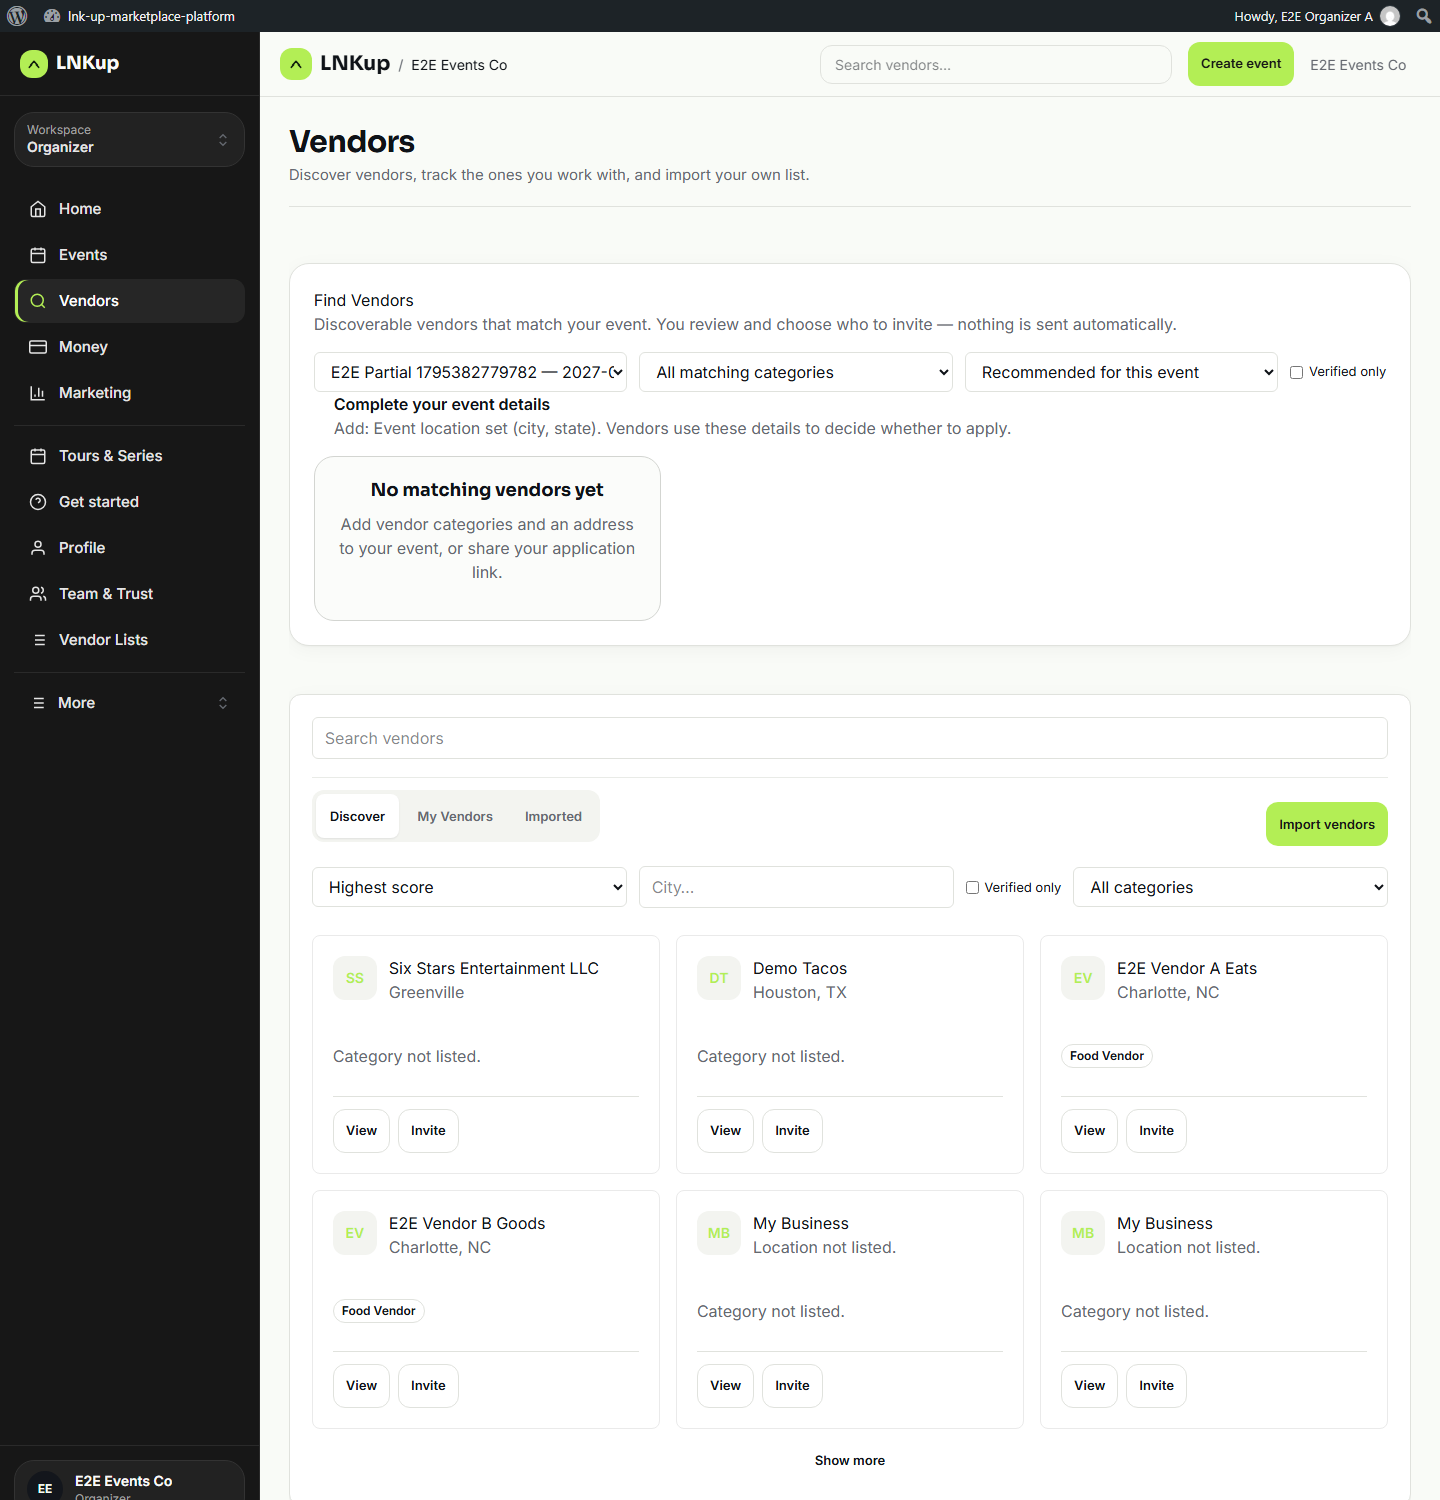 lnk-up-marketplace-platform
Howdy, E2E Organizer A
LNKup
Workspace
Organizer
Home
Events
Vendors
Money
Marketing
Tours & Series
Get started
Profile
Team & Trust
Vendor Lists
More
EE
E2E Events Co
Organizer
LNKup / E2E Events Co
Search vendors...
Create event
E2E Events Co
Vendors
Discover vendors, track the ones you work with, and import your own list.
Find Vendors
Discoverable vendors that match your event. You review and choose who to invite — nothing is sent automatically.
E2E Partial 1795382779782 — 2027-0
All matching categories
Recommended for this event
Verified only
Complete your event details
Add: Event location set (city, state). Vendors use these details to decide whether to apply.
No matching vendors yet
Add vendor categories and an address
to your event, or share your application
link.
Search vendors
Discover
My Vendors
Imported
Import vendors
Highest score
City...
Verified only
All categories
SS
Six Stars Entertainment LLC
Greenville
Category not listed.
View
Invite
DT
Demo Tacos
Houston, TX
Category not listed.
View
Invite
EV
E2E Vendor A Eats
Charlotte, NC
Food Vendor
View
Invite
EV
E2E Vendor B Goods
Charlotte, NC
Food Vendor
View
Invite
MB
My Business
Location not listed.
Category not listed.
View
Invite
MB
My Business
Location not listed.
Category not listed.
View
Invite
Show more